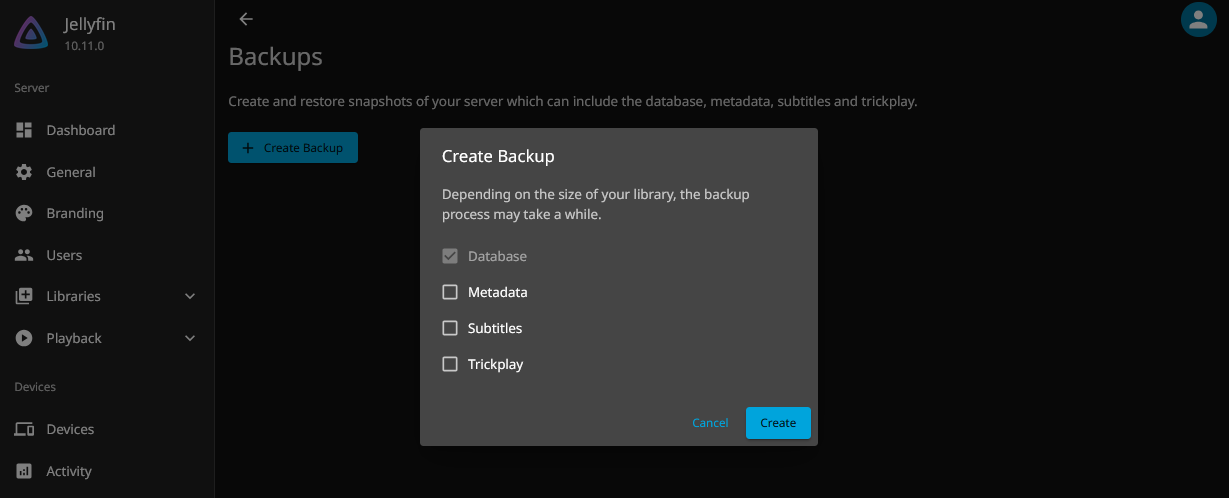 Jellyfin
10.11.0
Server
Dashboard
General
Branding
Users
Libraries
Playback
Devices
Devices
Activity
Backups
Create and restore snapshots of your server which can include the database, metadata, subtitles and trickplay.
Create Backup
Create Backup
Depending on the size of your library, the backup
process may take a while.
Database
Metadata
Subtitles
Trickplay
Cancel
Create